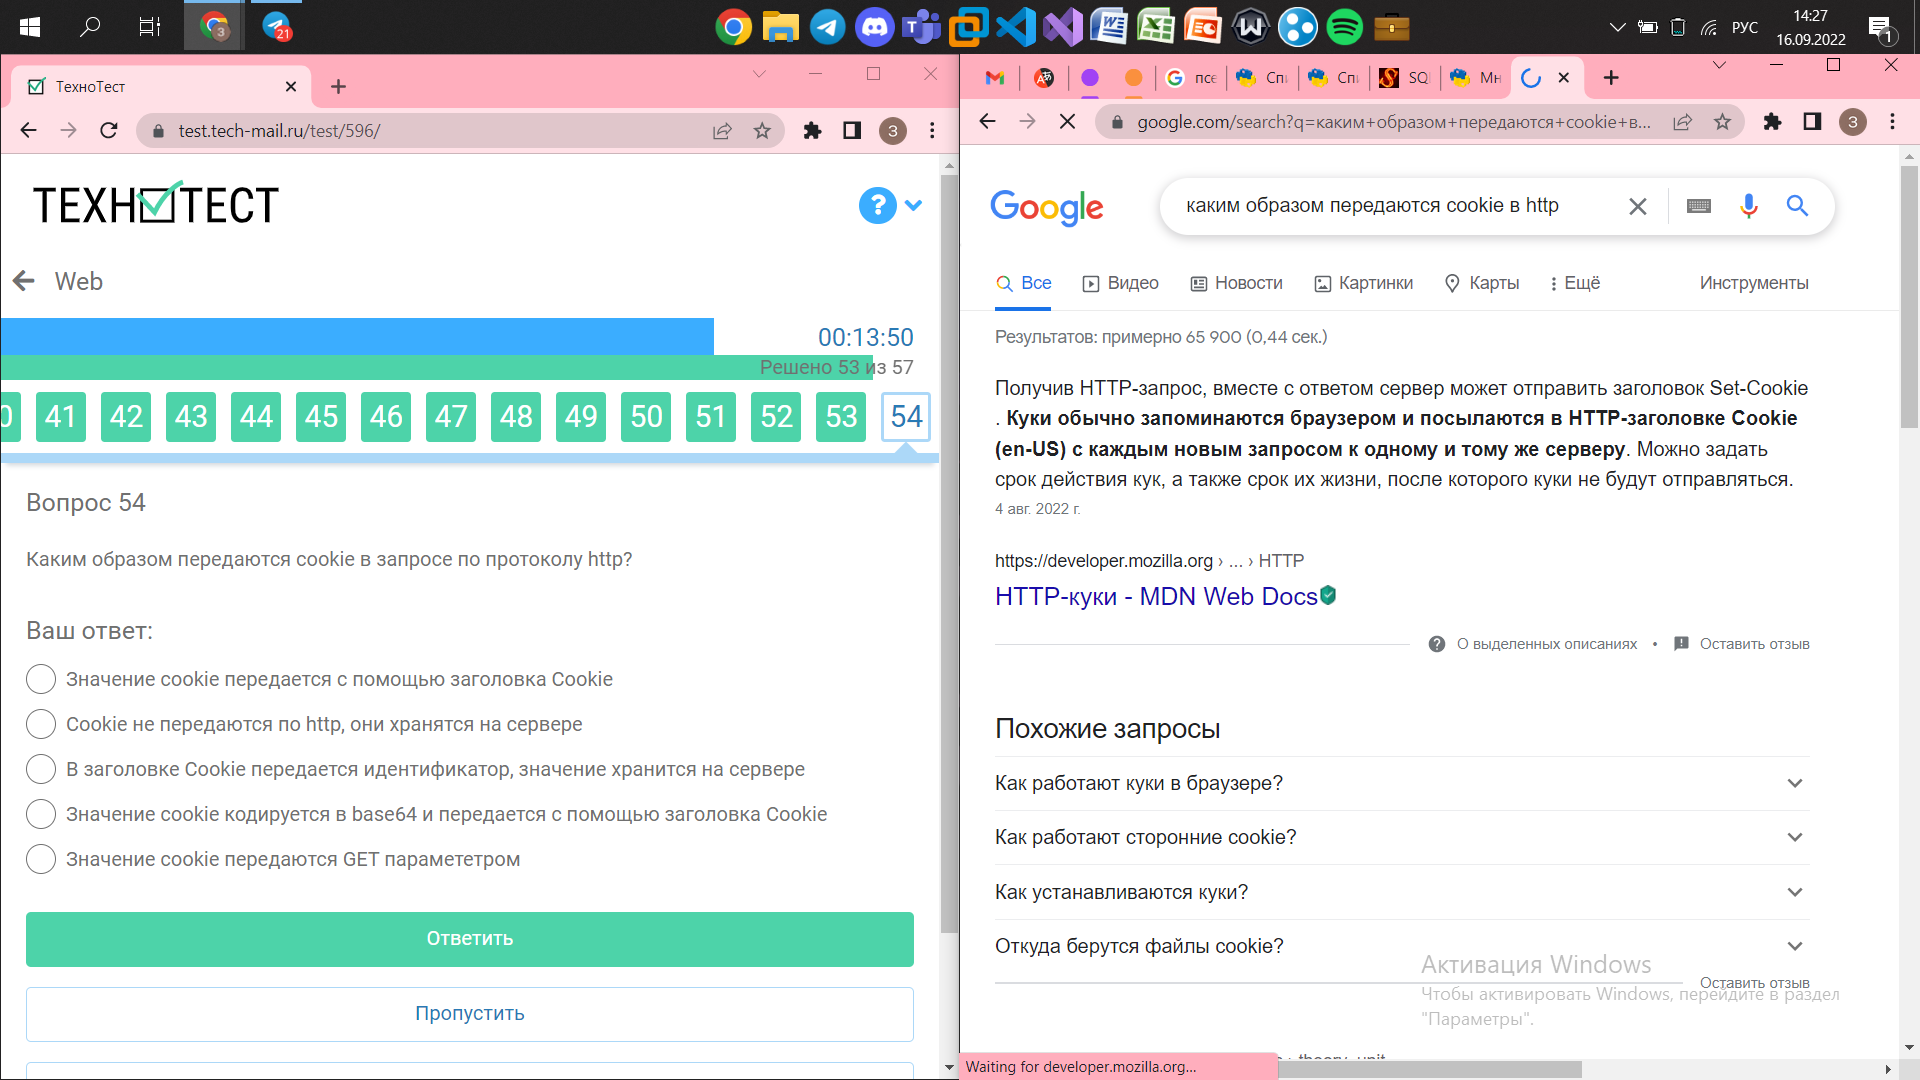 3
21
РУС
14:27
16.09.2022
1
ТехноТест
test.tech-mail.ru/test/596/
3
ТЕХНОТЕСТ
?
Web
00:13:50
Решено 53 из 57
0 41 42 43 44 45 46 47 48 49 50 51 52 53 54
Вопрос 54
Каким образом передаются cookie в запросе по протоколу http?
Ваш ответ:
Значение cookie передается с помощью заголовка Cookie
Cookie не передаются по http, они хранятся на сервере
В заголовке Cookie передается идентификатор, значение хранится на сервере
Значение cookie кодируется в base64 и передается с помощью заголовка Cookie
Значение cookie передаются GET парамететром
Ответить
Пропустить
псе Спи Спи SQ Мн
google.com/search?q=каким+образом+передаются+cookie+в...
3
Google
каким образом передаются cookie в http
Все Видео Новости Картинки Карты Ещё Инструменты
Результатов: примерно 65 900 (0,44 сек.)
Получив HTTP-запрос, вместе с ответом сервер может отправить заголовок Set-Cookie
. Куки обычно запоминаются браузером и посылаются в HTTP-заголовке Cookie
(en-US) с каждым новым запросом к одному и тому же серверу. Можно задать
срок действия кук, а также срок их жизни, после которого куки не будут отправляться.
4 авг. 2022 г.
https://developer.mozilla.org › ... › HTTP
HTTP-куки - MDN Web Docs
О выделенных описаниях • Оставить отзыв
Похожие запросы
Как работают куки в браузере?
Как работают сторонние cookie?
Как устанавливаются куки?
Откуда берутся файлы cookie?
Оставить отзыв
Активация Windows
Чтобы активировать Windows, перейдите в раздел
"Параметры".
Waiting for developer.mozilla.org...